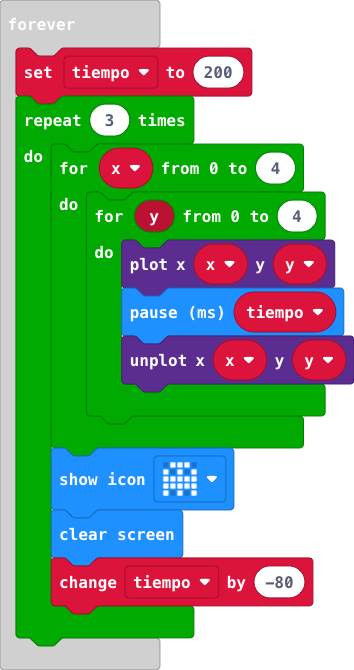 forever
set tiempo to 200
repeat 3 times
do
for x from 0 to 4
do
for y from 0 to 4
do
plot x x y y
pause (ms) tiempo
unplot x x y y
show icon
clear screen
change tiempo by -80